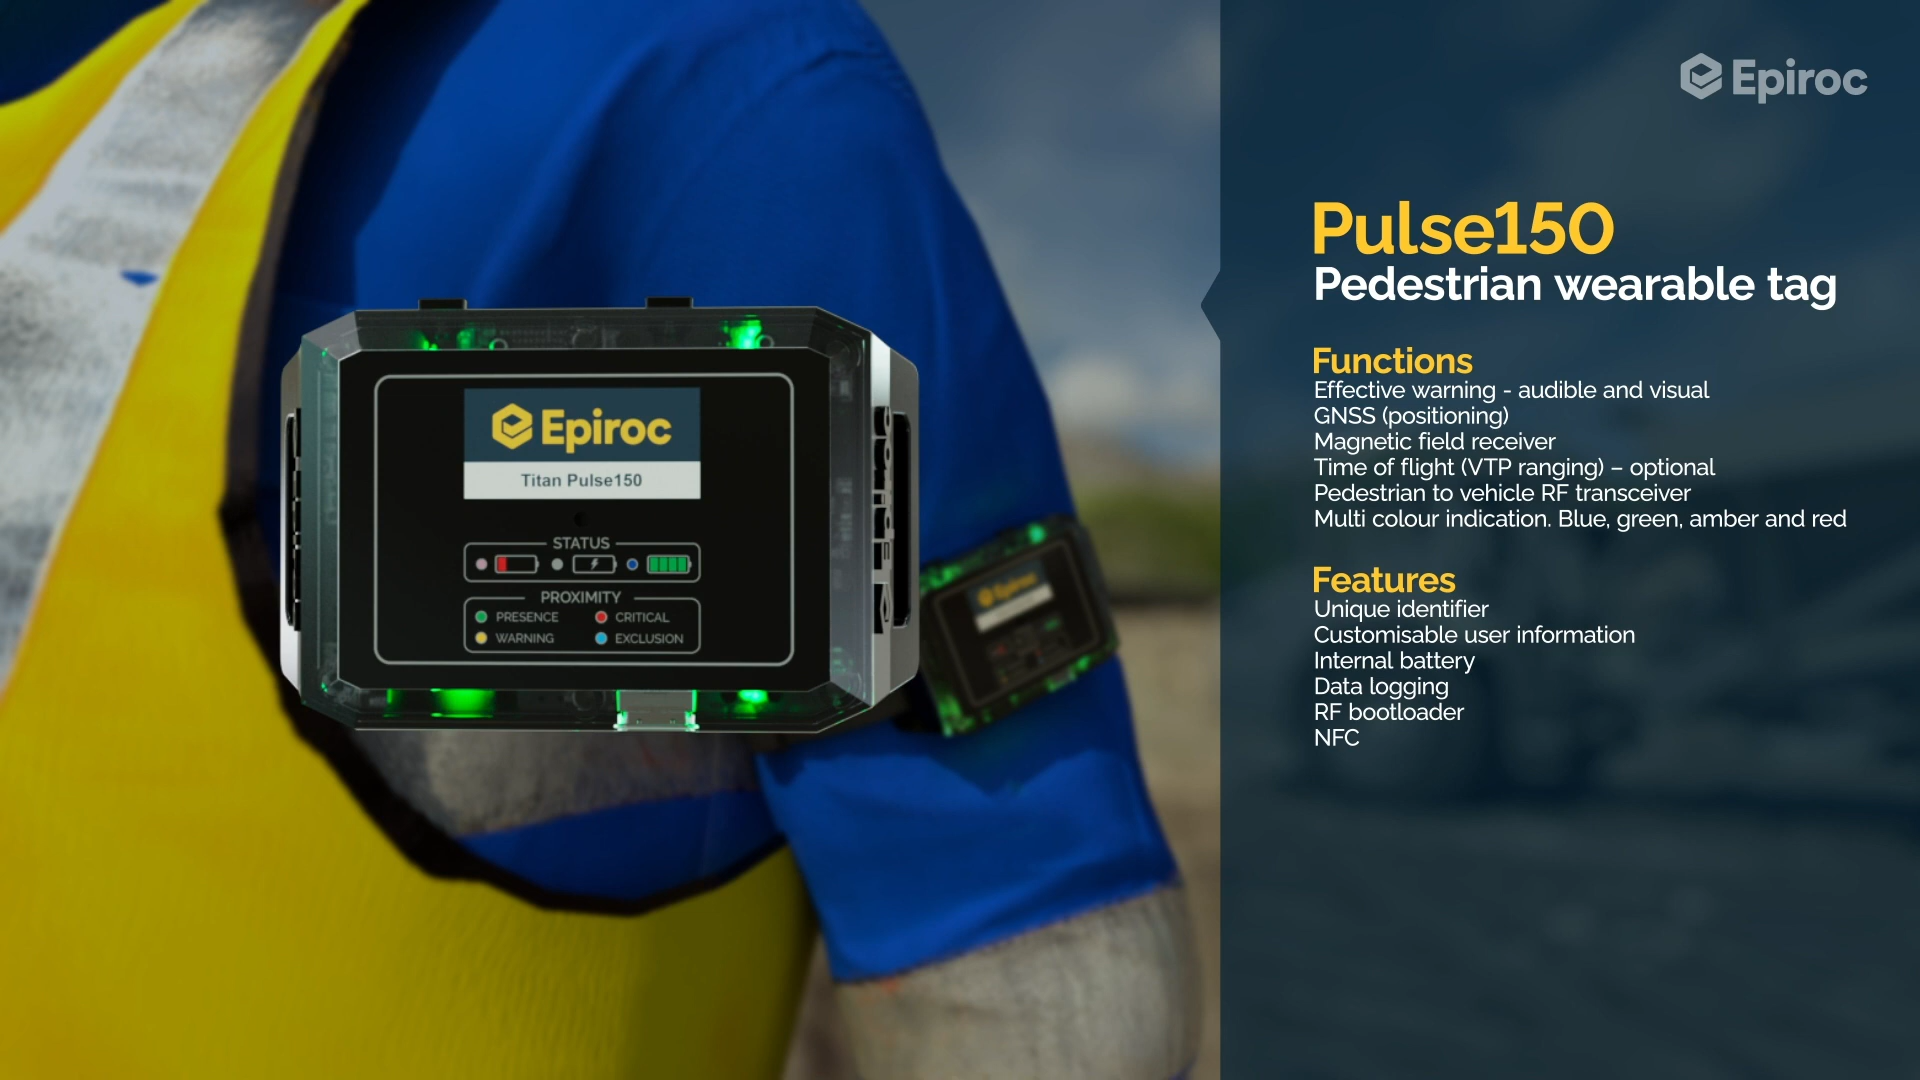 Epiroc
Pulse150
Pedestrian wearable tag
Functions
Effective warning - audible and visual
GNSS (positioning)
Magnetic field receiver
Time of flight (VTP ranging) – optional
Pedestrian to vehicle RF transceiver
Multi colour indication. Blue, green, amber and red
Features
Unique identifier
Customisable user information
Internal battery
Data logging
RF bootloader
NFC
Epiroc
Titan Pulse150
STATUS
PROXIMITY
PRESENCE
CRITICAL
WARNING
EXCLUSION
Epiroc